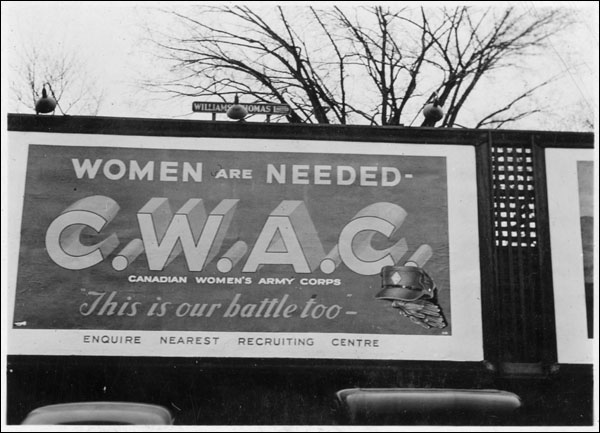 WILLIAMS THOMAS
WOMEN ARE NEEDED-
C.W.A.C.
CANADIAN WOMEN'S ARMY CORPS
"This is our battle too"-
ENQUIRE NEAREST RECRUITING CENTRE